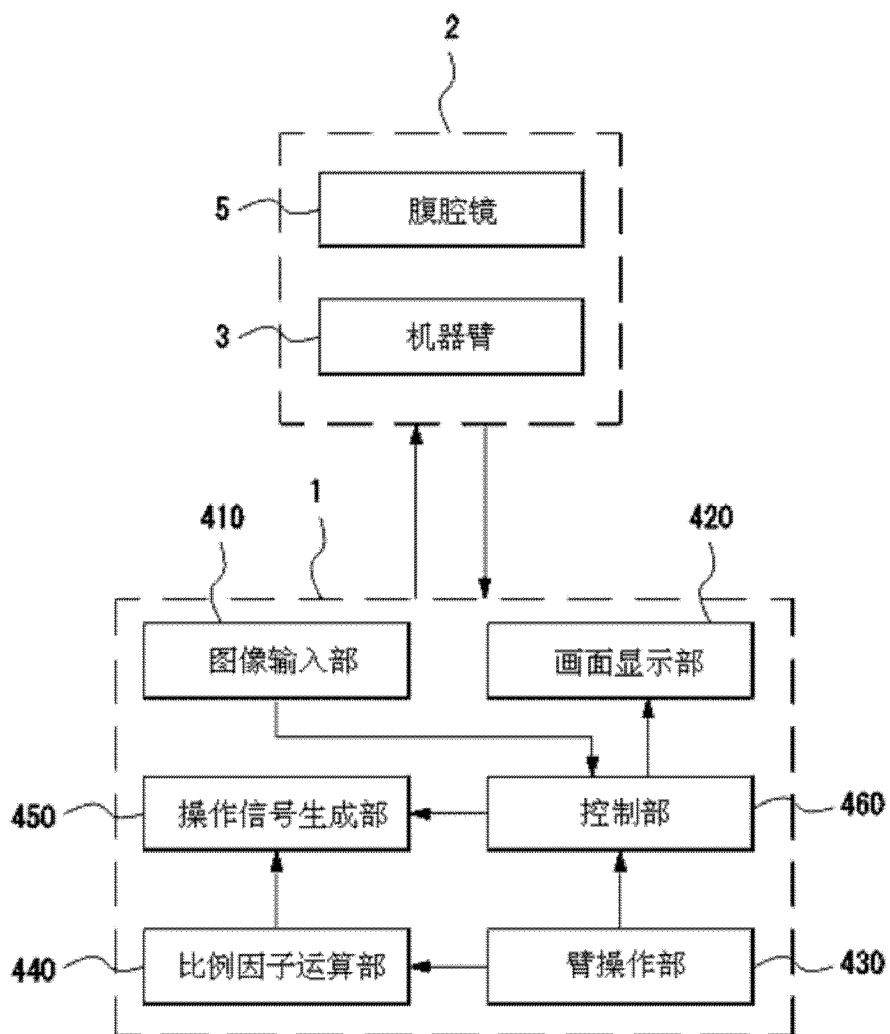 2
5
腹腔镜
3
机器臂
1
410
420
图像输入部
画面显示部
450
操作信号生成部
控制部
460
440
比例因子运算部
臂操作部
430